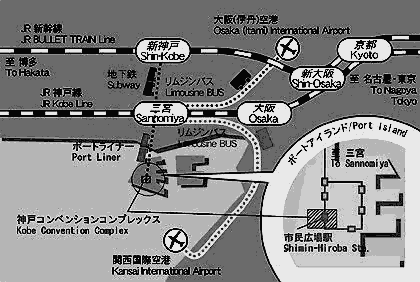 JR 新幹線
JR BULLET TRAIN Line
大阪(伊丹)空港
Osaka (Itami) International Airport
新神戸
Shin-Kobe
京都
Kyoto
至 博多
To Hakata
地下鉄
Subway
リムジンバス
Limousine BUS
新大阪
Shin-Osaka
至 名古屋・東京
To Nagoya
Tokyo
JR 神戸線
JR Kobe Line
三宮
Sannomiya
大阪
Osaka
ポートライナー
Port Liner
リムジンバス
Limousine BUS
ポートアイランド/Port island
至 三宮
Sannomiya
神戸コンベンションコンプレックス
Kobe Convention Complex
市民広場駅
Shimin-Hiroba Stn.
関西国際空港
Kansai International Airport